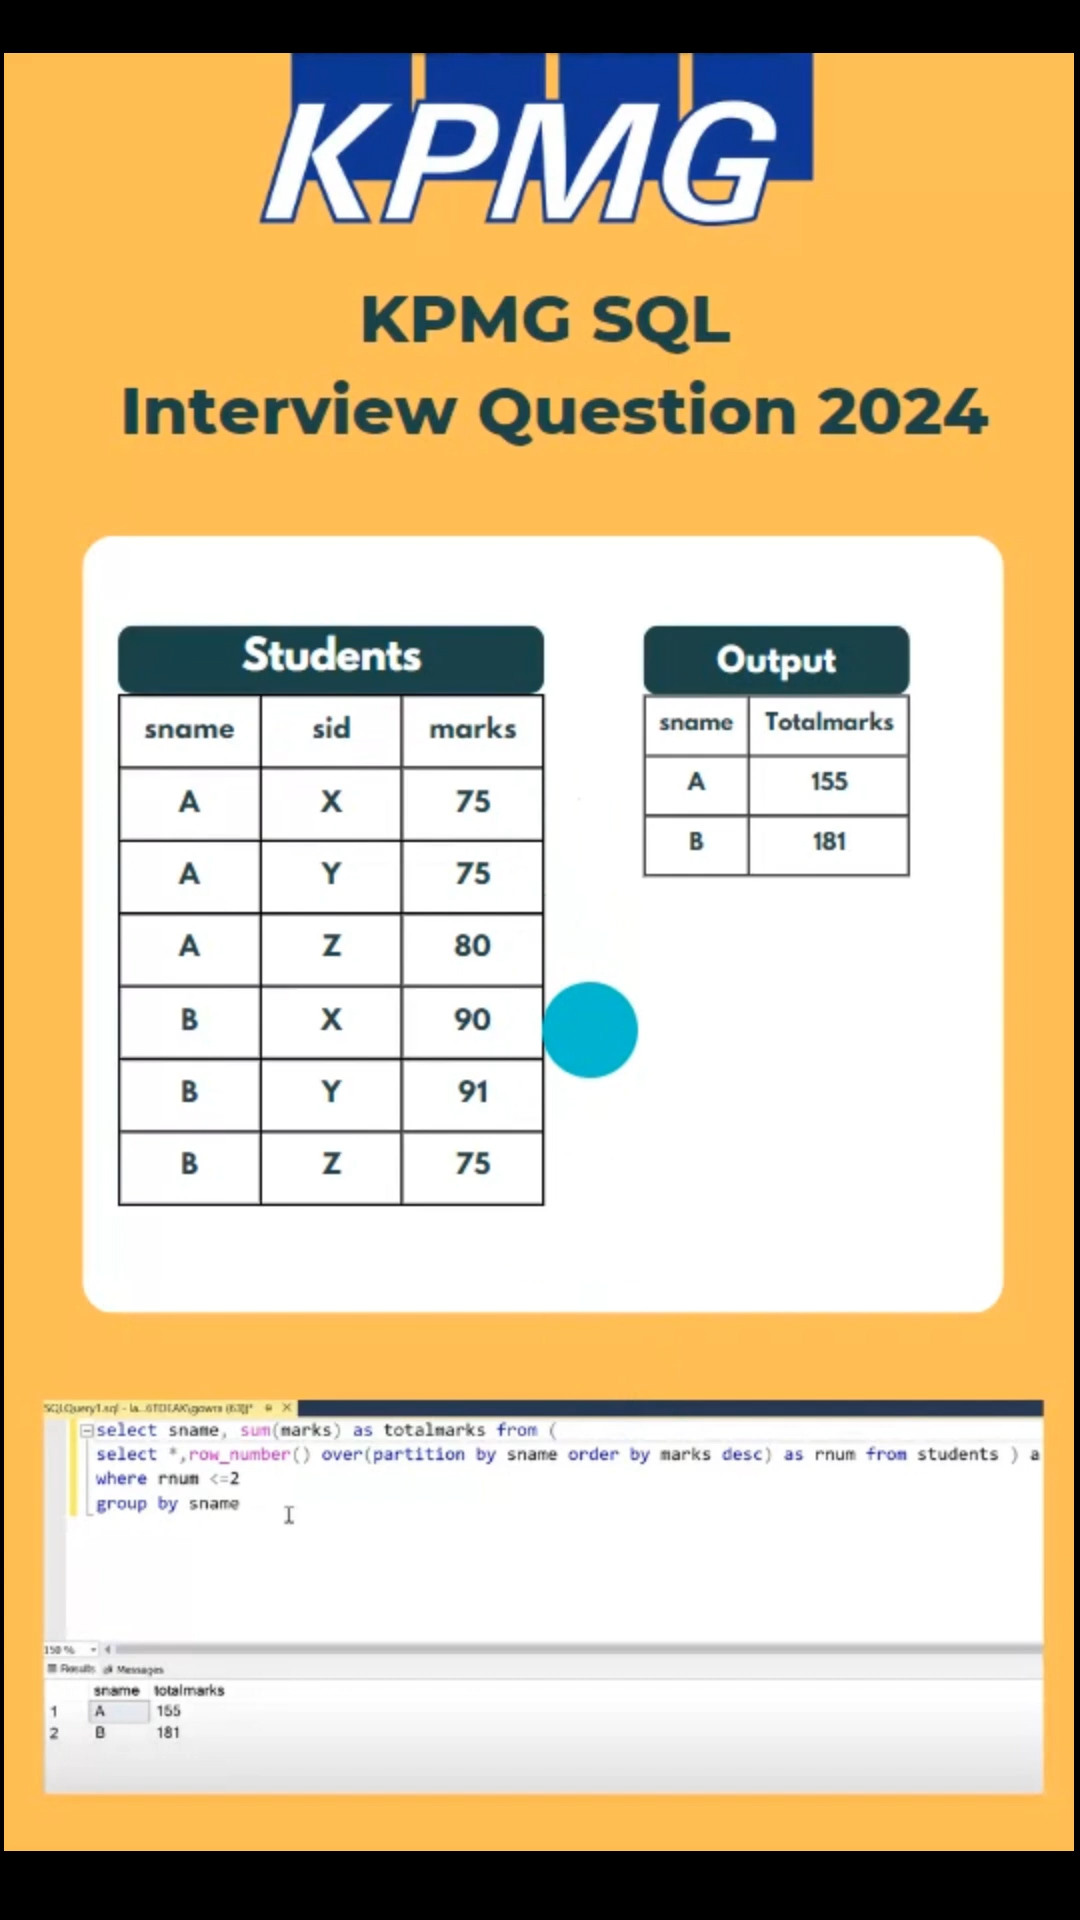 KPMG
KPMG SQL
Interview Question 2024
Students
sname sid marks
A X 75
A Y 75
A Z 80
B X 90
B Y 91
B Z 75
Output
sname Totalmarks
A 155
B 181
select sname, sum(marks) as totalmarks from (
select *,row_number() over(partition by sname order by marks desc) as rnum from students ) a
where rnum <=2
group by sname
150 %
Results Messages
sname totalmarks
1 A 155
2 B 181